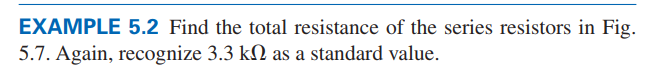 EXAMPLE 5.2 Find the total resistance of the series resistors in Fig.
5.7. Again, recognize 3.3 kΩ as a standard value.